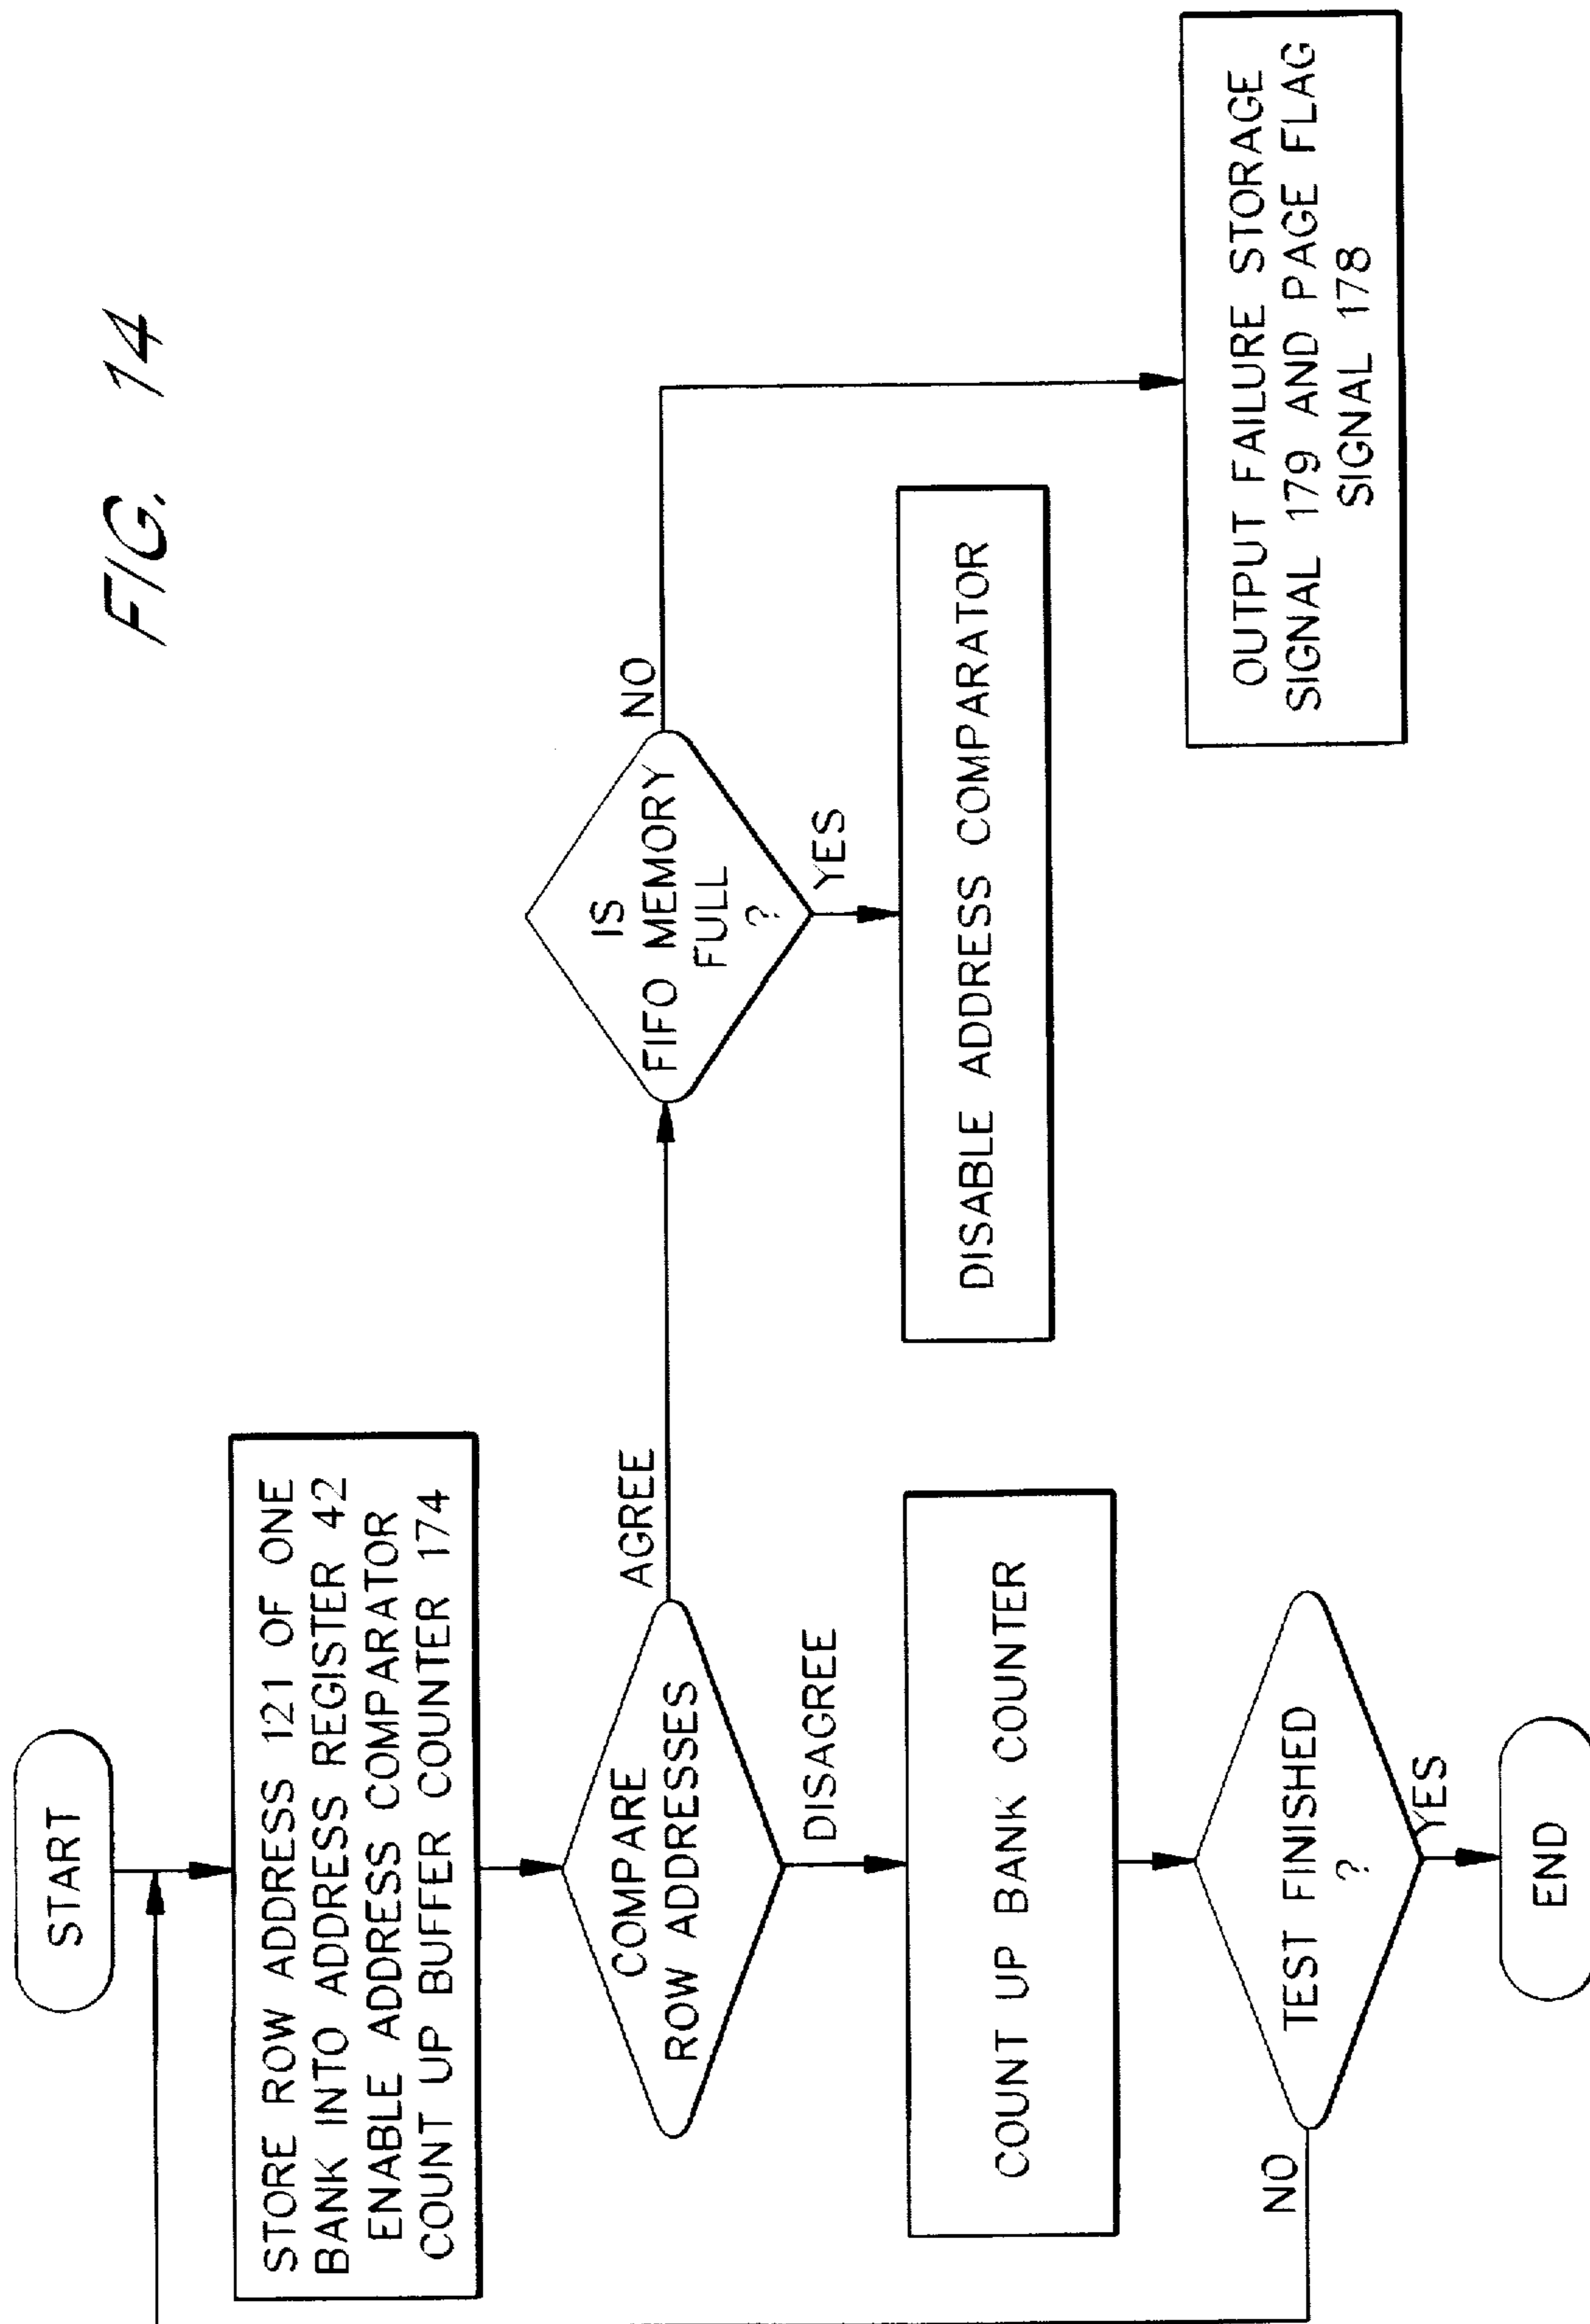 FIG. 14
START
STORE ROW ADDRESS 121 OF ONE
BANK INTO ADDRESS REGISTER 42
ENABLE ADDRESS COMPARATOR
COUNT UP BUFFER COUNTER 174
COMPARE
ROW ADDRESSES
AGREE
DISAGREE
IS
FIFO MEMORY
FULL
?
NO
YES
DISABLE ADDRESS COMPARATOR
OUTPUT FAILURE STORAGE
SIGNAL 179 AND PAGE FLAG
SIGNAL 178
COUNT UP BANK COUNTER
TEST FINISHED
?
NO
YES
END